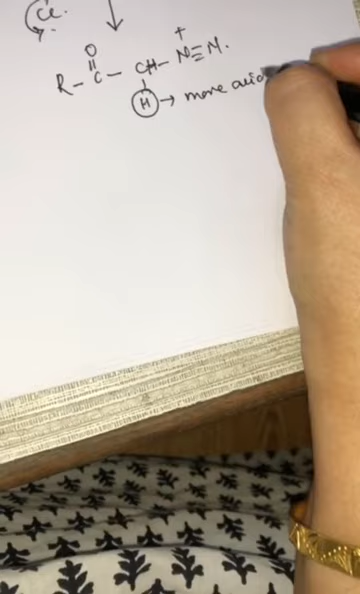 Cl.
O
+
R - C - CH - N ≡ N.
H → more acid